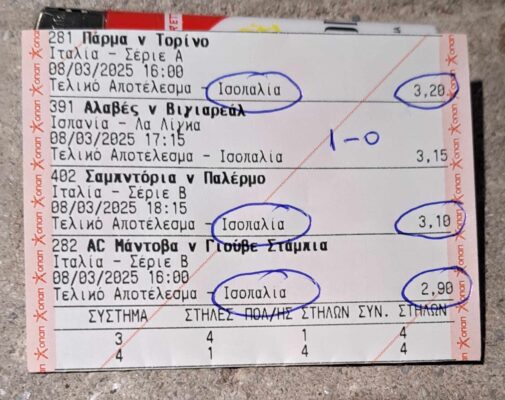 281 Πάρμα v Τορίνο
Ιταλία - Σέριε Α
08/03/2025 16:00
Τελικό Αποτέλεσμα - Ισοπαλία 3,20
391 Αλαβές v Βιγιαρεάλ
Ισπανία - Λα Λίγκα
08/03/2025 17:15
1-0
Τελικό Αποτέλεσμα - Ισοπαλία 3,15
402 Σαμπντόρια v Παλέρμο
Ιταλία - Σέριε Β
08/03/2025 18:15
Τελικό Αποτέλεσμα - Ισοπαλία 3,10
282 AC Μάντοβα v Γιούβε Στάμπια
Ιταλία - Σέριε Β
08/03/2025 16:00
Τελικό Αποτέλεσμα - Ισοπαλία 2,90
ΣΥΣΤΗΜΑ ΣΤΗΛΕΣ ΠΟΛ/ΗΣ ΣΤΗΛΩΝ ΣΥΝ. ΣΤΗΛΩΝ
3 4 1 4
4 1 4 4